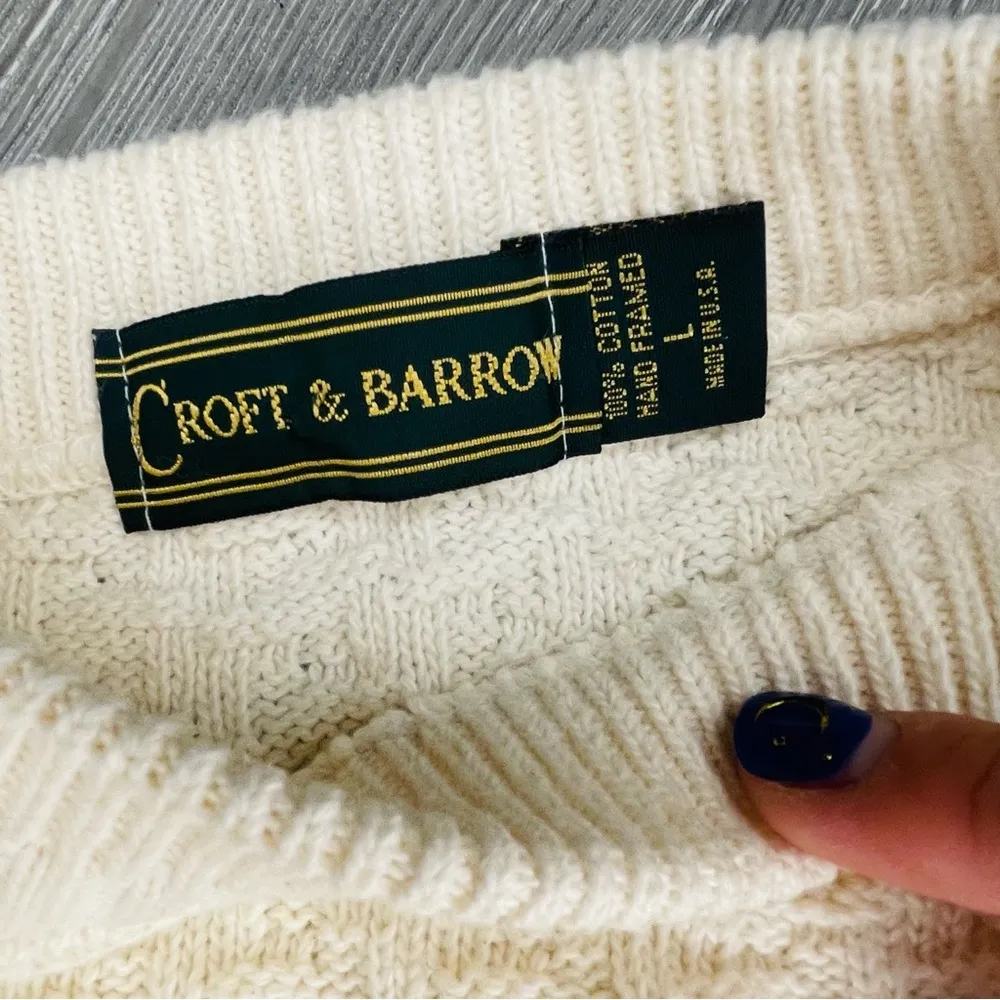 CROFT & BARROW
100% COTTON
HAND FRAMED
L
MADE IN U.S.A.